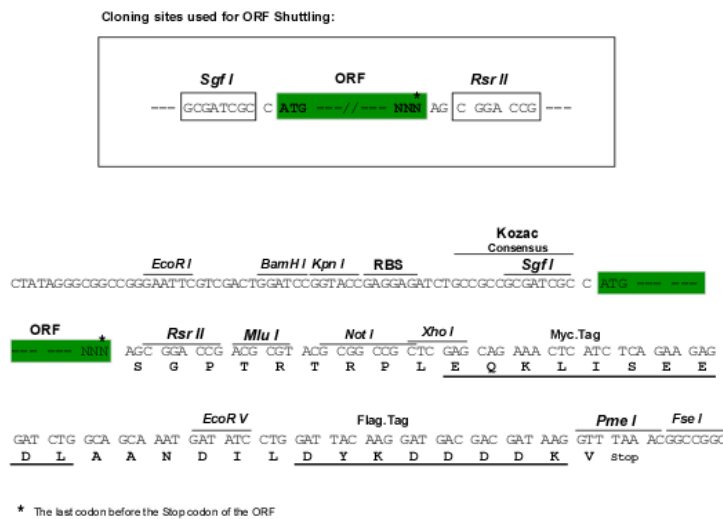 Cloning sites used for ORF Shuttling:
Sgf I ORF Rsr II
--- GCGATCGC C ATG ---//--- NNN* AG C GGA CCG ---
Kozac
Consensus
EcoR I BamH I Kpn I RBS Sgf I
CTATAGGGCGGCCGGGAATTCGTCGACTGGATCCGGTACCGAGGAGATCTGCCGCCGCGATCGC C ATG --- ---
ORF Rsr II Mlu I Not I Xho I Myc.Tag
--- --- NNN* AGC GGA CCG ACG CGT ACG CGG CCG CTC GAG CAG AAA CTC ATC TCA GAA GAG
S G P T R T R P L E Q K L I S E E
EcoR V Flag.Tag Pme I Fse I
GAT CTG GCA GCA AAT GAT ATC CTG GAT TAC AAG GAT GAC GAC GAT AAG GTT TAA ACGGCCGGC
D L A A N D I L D Y K D D D D K V Stop
* The last codon before the Stop codon of the ORF